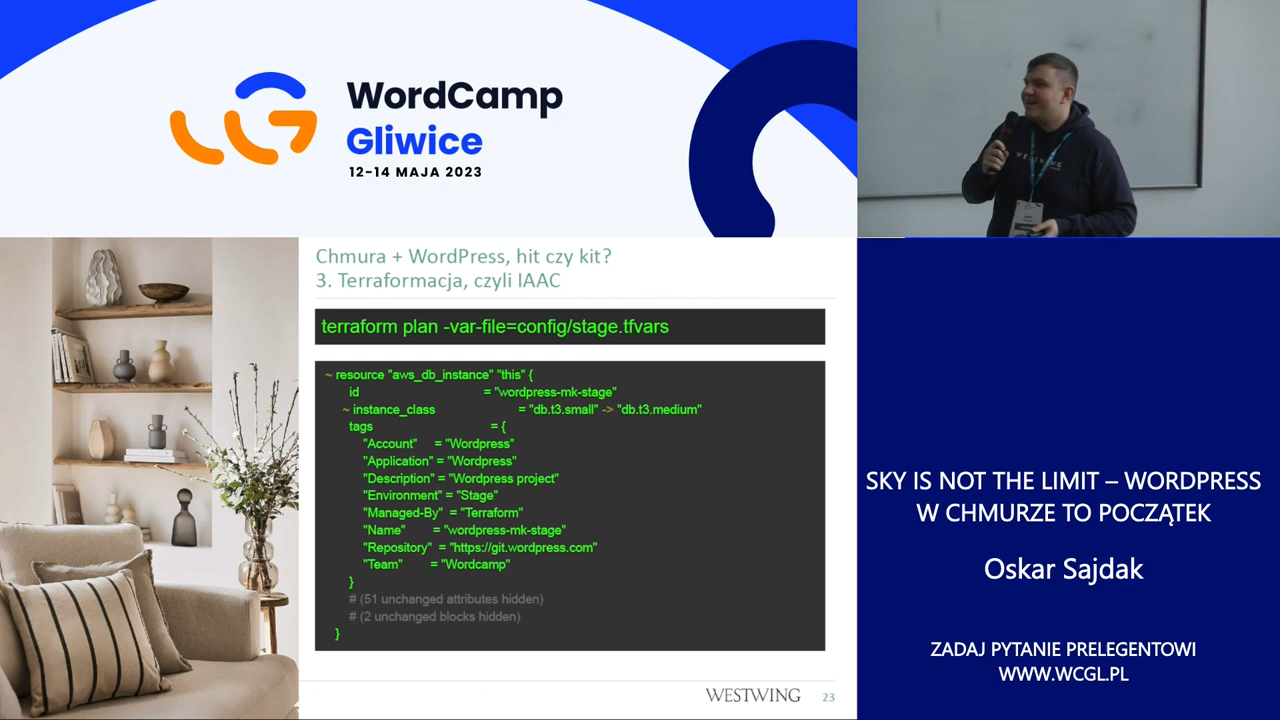 WordCamp
Gliwice
12-14 MAJA 2023
Chmura + WordPress, hit czy kit?
3. Terraformacja, czyli IAAC
terraform plan -var-file=config/stage.tfvars
~ resource "aws_db_instance" "this" {
id = "wordpress-mk-stage"
~ instance_class = "db.t3.small" -> "db.t3.medium"
tags = {
"Account" = "Wordpress"
"Application" = "Wordpress"
"Description" = "Wordpress project"
"Environment" = "Stage"
"Managed-By" = "Terraform"
"Name" = "wordpress-mk-stage"
"Repository" = "https://git.wordpress.com"
"Team" = "Wordcamp"
}
# (51 unchanged attributes hidden)
# (2 unchanged blocks hidden)
}
WESTWING 23
WESTWING
SKY IS NOT THE LIMIT – WORDPRESS
W CHMURZE TO POCZĄTEK
Oskar Sajdak
ZADAJ PYTANIE PRELEGENTOWI
WWW.WCGL.PL